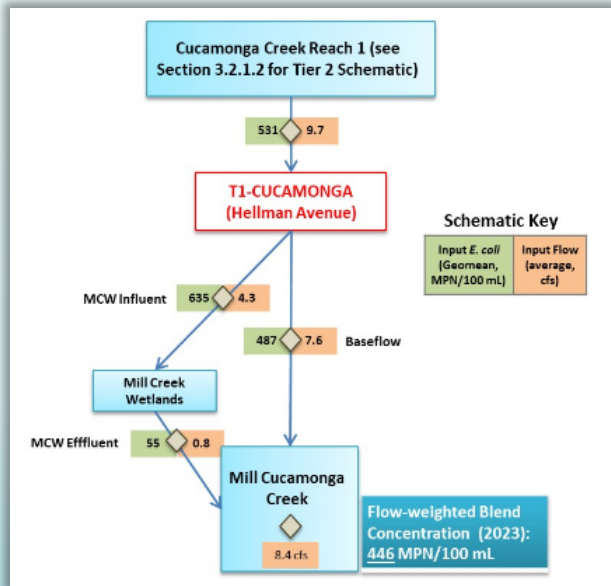 Cucamonga Creek Reach 1 (see
Section 3.2.1.2 for Tier 2 Schematic)
531 9.7
T1-CUCAMONGA
(Hellman Avenue)
Schematic Key
Input E. coli
(Geomean,
MPN/100 mL)
Input Flow
(average,
cfs)
MCW Influent
635 4.3
487 7.6
Baseflow
Mill Creek
Wetlands
MCW Efffluent
55 0.8
Mill Cucamonga
Creek
8.4 cfs
Flow-weighted Blend
Concentration (2023):
446 MPN/100 mL